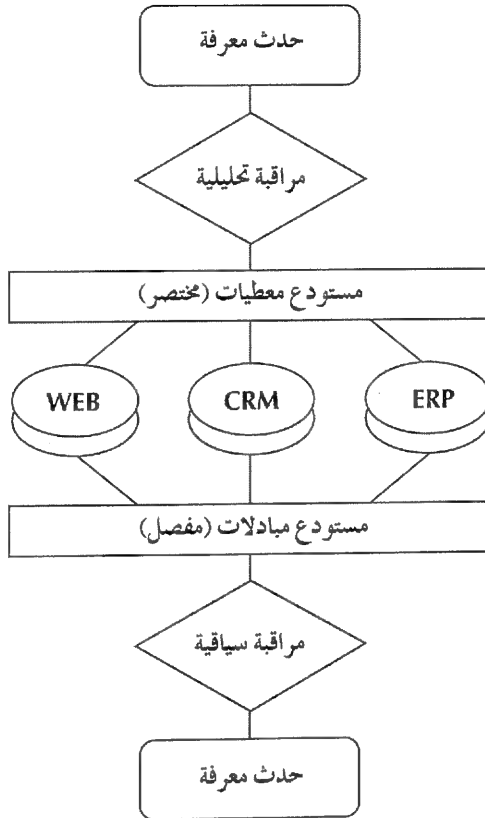 حدث معرفة
مراقبة تحليلية
مستودع معطيات (مختصر)
WEB
CRM
ERP
مستودع مبادلات (مفصل)
مراقبة سياقية
حدث معرفة